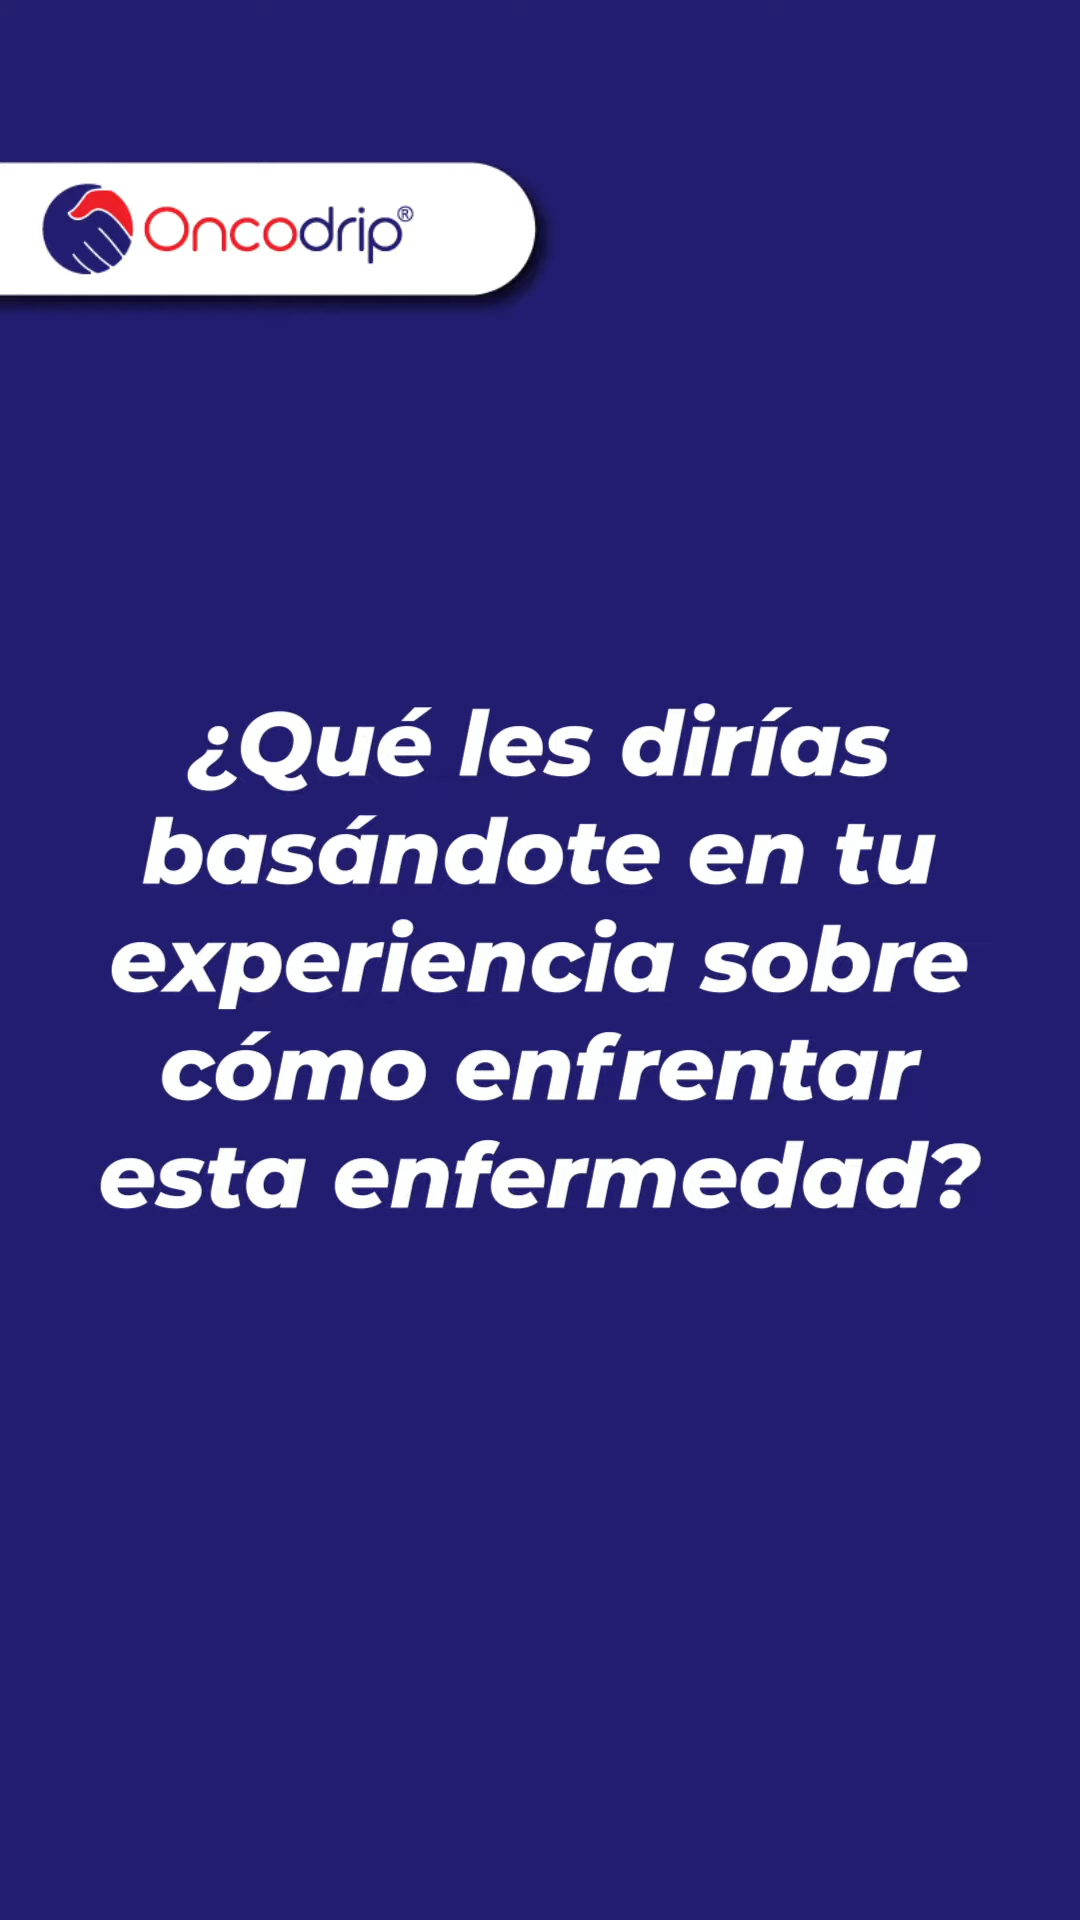 Oncodrip®
¿Qué les dirías
basándote en tu
experiencia sobre
cómo enfrentar
esta enfermedad?